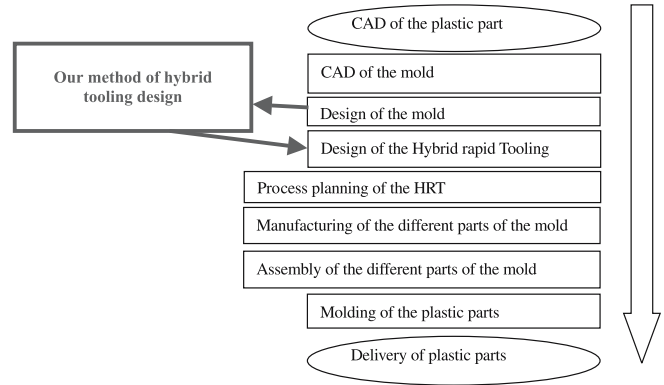 CAD of the plastic part
Our method of hybrid
tooling design
CAD of the mold
Design of the mold
Design of the Hybrid rapid Tooling
Process planning of the HRT
Manufacturing of the different parts of the mold
Assembly of the different parts of the mold
Molding of the plastic parts
Delivery of plastic parts